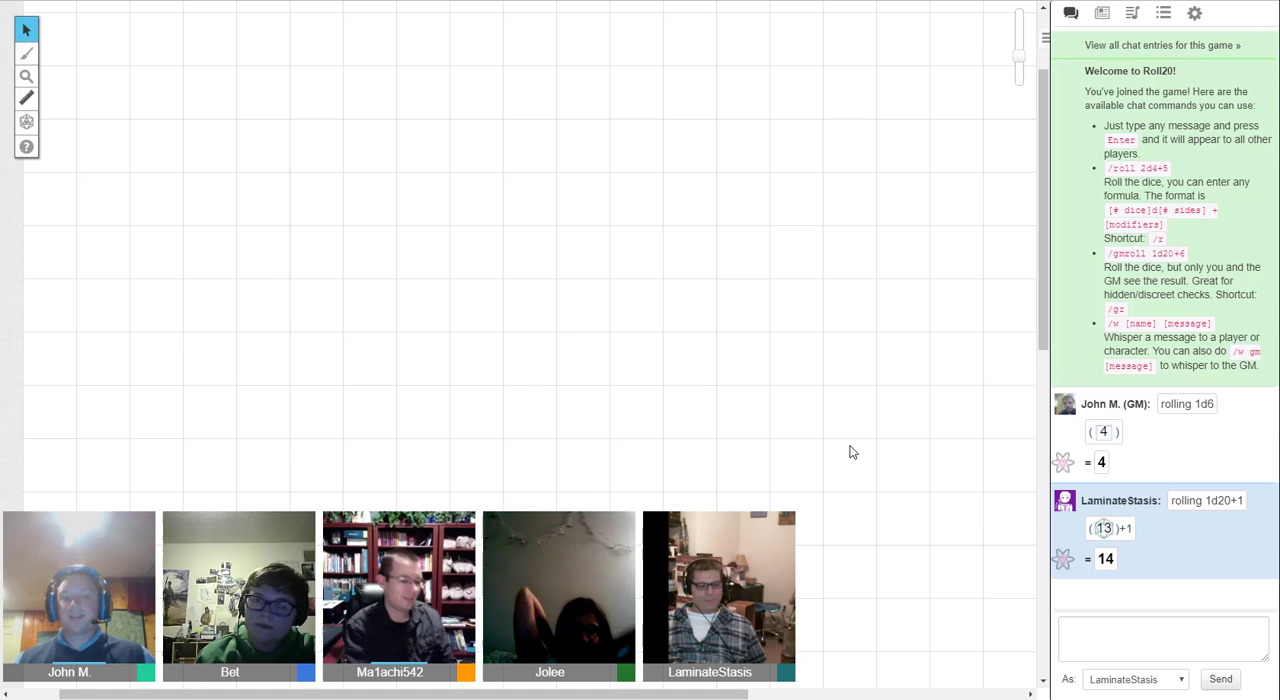 View all chat entries for this game »
Welcome to Roll20!
You've joined the game! Here are the
available chat commands you can use:
Just type any message and press
Enter and it will appear to all other
players.
/roll 2d4+5
Roll the dice, you can enter any
formula. The format is
[# dice]d[# sides] +
[modifiers]
Shortcut: /r
/gmroll 1d20+6
Roll the dice, but only you and the
GM see the result. Great for
hidden/discreet checks. Shortcut:
/gr
/w [name] [message]
Whisper a message to a player or
character. You can also do /w gm
[message] to whisper to the GM.
John M. (GM): rolling 1d6
(4)
= 4
LaminateStasis: rolling 1d20+1
(13)+1
= 14
As: LaminateStasis Send
John M.
Bet
Ma1achi542
Jolee
LaminateStasis